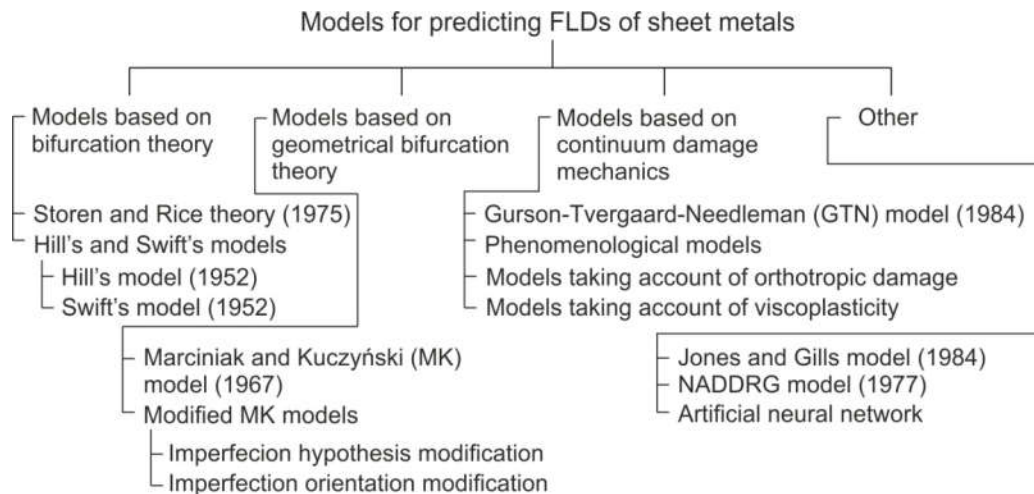 Models for predicting FLDs of sheet metals
Models based on
bifurcation theory
Models based on
geometrical bifurcation
theory
Models based on
continuum damage
mechanics
Other
Storen and Rice theory (1975)
Hill's and Swift's models
Hill's model (1952)
Swift's model (1952)
Marciniak and Kuczyński (MK)
model (1967)
Modified MK models
Imperfecion hypothesis modification
Imperfection orientation modification
Gurson-Tvergaard-Needleman (GTN) model (1984)
Phenomenological models
Models taking account of orthotropic damage
Models taking account of viscoplasticity
Jones and Gills model (1984)
NADDRG model (1977)
Artificial neural network